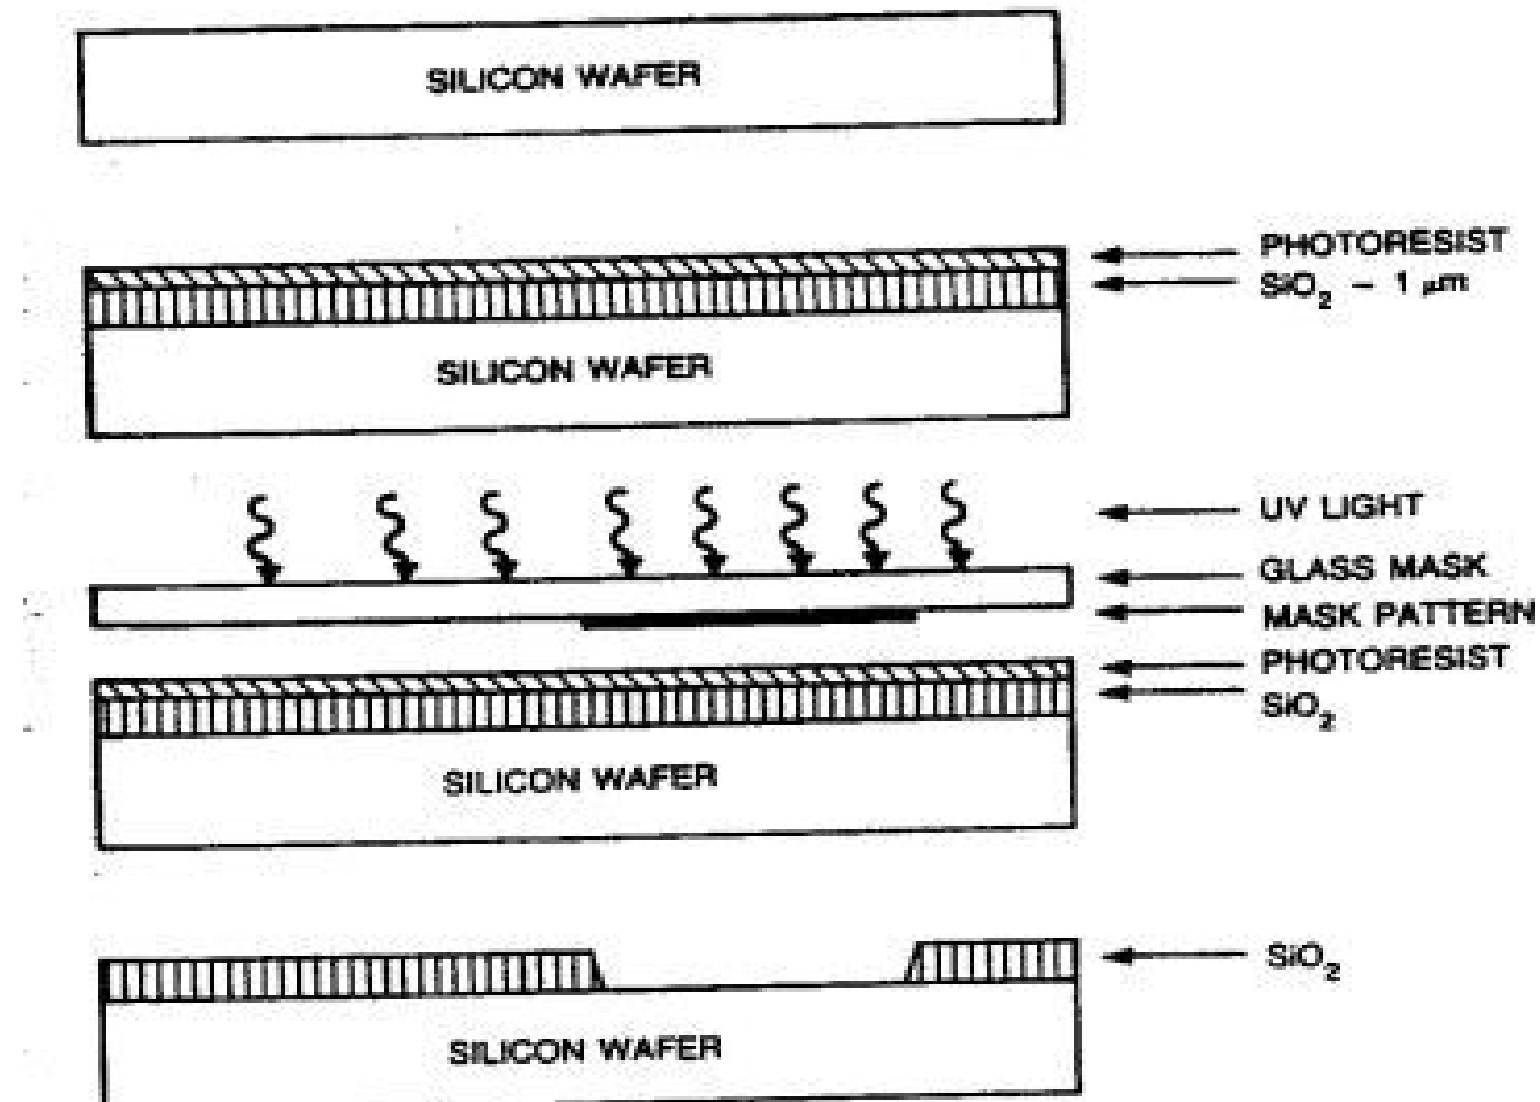 SILICON WAFER
PHOTORESIST
SiO₂ – 1 μm
SILICON WAFER
UV LIGHT
GLASS MASK
MASK PATTERN
PHOTORESIST
SiO₂
SILICON WAFER
SiO₂
SILICON WAFER